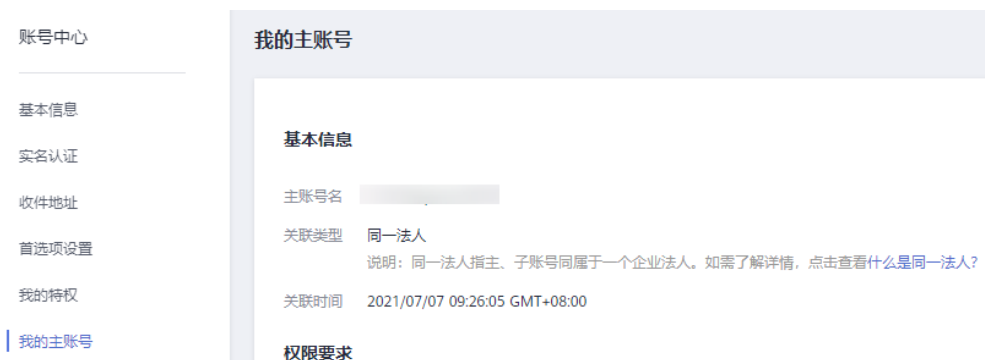 账号中心
基本信息
实名认证
收件地址
首选项设置
我的特权
我的主账号
我的主账号
基本信息
主账号名
关联类型 同一法人
说明：同一法人指主、子账号同属于一个企业法人。如需了解详情，点击查看什么是同一法人?
关联时间 2021/07/07 09:26:05 GMT+08:00
权限要求